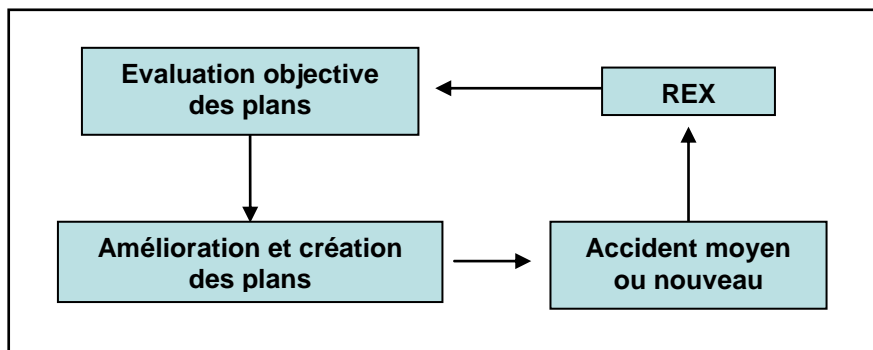 Evaluation objective
des plans
REX
Amélioration et création
des plans
Accident moyen
ou nouveau